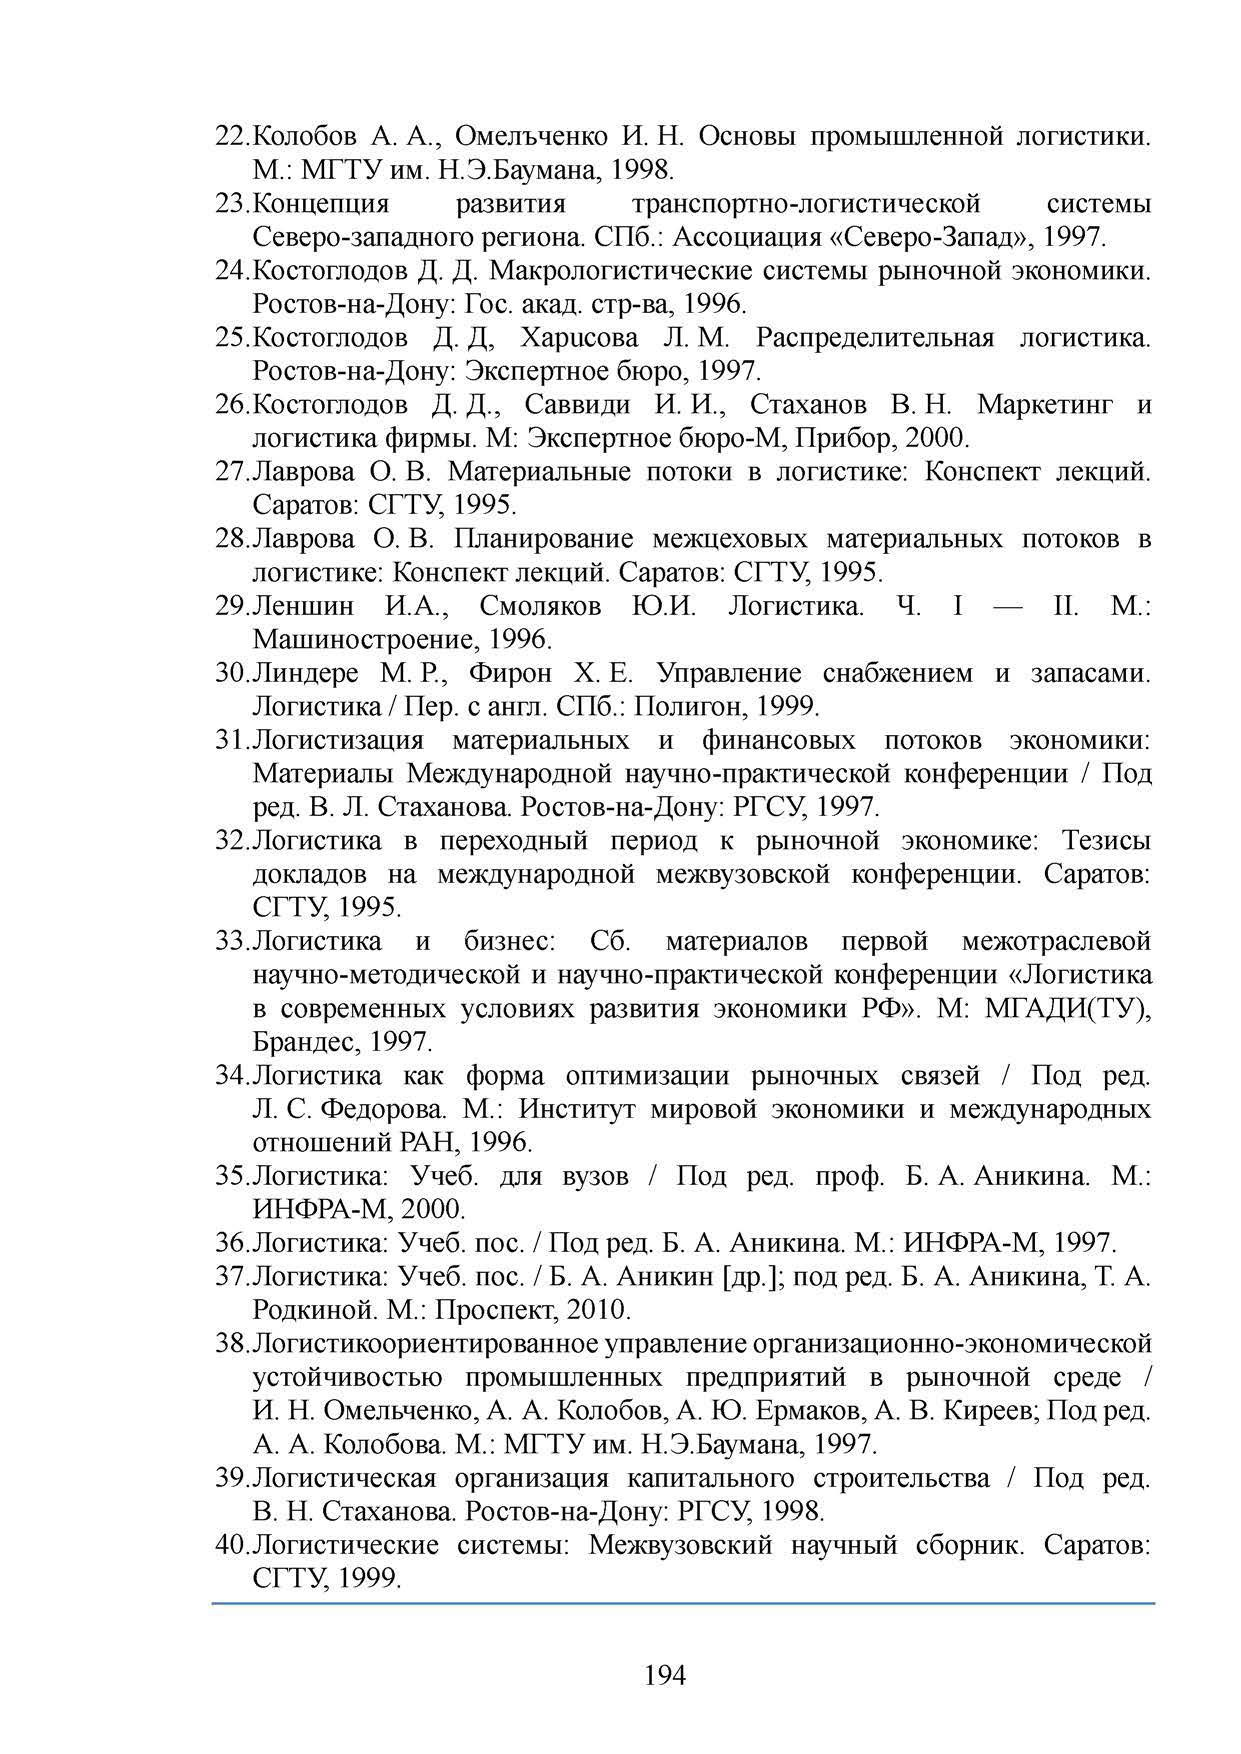 22.Колобов А. А., Омелъченко И. Н. Основы промышленной логистики.
М.: МГТУ им. Н.Э.Баумана, 1998.
23.Концепция развития транспортно-логистической системы
Северо-западного региона. СПб.: Ассоциация «Северо-Запад», 1997.
24.Костоглодов Д. Д. Макрологистические системы рыночной экономики.
Ростов-на-Дону: Гос. акад. стр-ва, 1996.
25.Костоглодов Д. Д, Харисова Л. М. Распределительная логистика.
Ростов-на-Дону: Экспертное бюро, 1997.
26.Костоглодов Д. Д., Саввиди И. И., Стаханов В. Н. Маркетинг и
логистика фирмы. М: Экспертное бюро-М, Прибор, 2000.
27.Лаврова О. В. Материальные потоки в логистике: Конспект лекций.
Саратов: СГТУ, 1995.
28.Лаврова О. В. Планирование межцеховых материальных потоков в
логистике: Конспект лекций. Саратов: СГТУ, 1995.
29.Леншин И.А., Смоляков Ю.И. Логистика. Ч. I — II. М.:
Машиностроение, 1996.
30.Линдере М. Р., Фирон Х. Е. Управление снабжением и запасами.
Логистика / Пер. с англ. СПб.: Полигон, 1999.
31.Логистизация материальных и финансовых потоков экономики:
Материалы Международной научно-практической конференции / Под
ред. В. Л. Стаханова. Ростов-на-Дону: РГСУ, 1997.
32.Логистика в переходный период к рыночной экономике: Тезисы
докладов на международной межвузовской конференции. Саратов:
СГТУ, 1995.
33.Логистика и бизнес: Сб. материалов первой межотраслевой
научно-методической и научно-практической конференции «Логистика
в современных условиях развития экономики РФ». М: МГАДИ(ТУ),
Брандес, 1997.
34.Логистика как форма оптимизации рыночных связей / Под ред.
Л. С. Федорова. М.: Институт мировой экономики и международных
отношений РАН, 1996.
35.Логистика: Учеб. для вузов / Под ред. проф. Б. А. Аникина. М.:
ИНФРА-М, 2000.
36.Логистика: Учеб. пос. / Под ред. Б. А. Аникина. М.: ИНФРА-М, 1997.
37.Логистика: Учеб. пос. / Б. А. Аникин [др.]; под ред. Б. А. Аникина, Т. А.
Родкиной. М.: Проспект, 2010.
38.Логистикоориентированное управление организационно-экономической
устойчивостью промышленных предприятий в рыночной среде /
И. Н. Омельченко, А. А. Колобов, А. Ю. Ермаков, А. В. Киреев; Под ред.
А. А. Колобова. М.: МГТУ им. Н.Э.Баумана, 1997.
39.Логистическая организация капитального строительства / Под ред.
В. Н. Стаханова. Ростов-на-Дону: РГСУ, 1998.
40.Логистические системы: Межвузовский научный сборник. Саратов:
СГТУ, 1999.
194